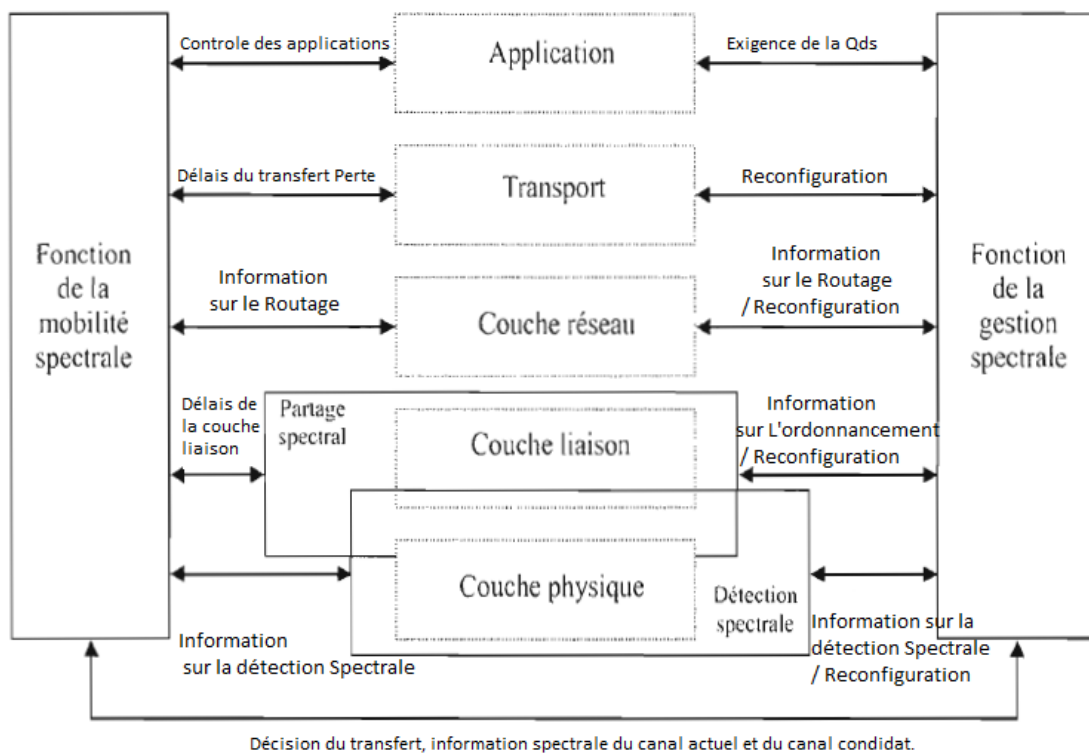 Controle des applications
Application
Exigence de la Qds
Délais du transfert Perte
Transport
Reconfiguration
Fonction
de la
mobilité
spectrale
Information
sur le Routage
Couche réseau
Information
sur le Routage
/ Reconfiguration
Fonction
de la
gestion
spectrale
Délais de
la couche
liaison
Partage
spectral
Couche liaison
Information
sur L'ordonnancement
/ Reconfiguration
Couche physique
Détection
spectrale
Information
sur la détection Spectrale
Information sur la
détection Spectrale
/ Reconfiguration
Décision du transfert, information spectrale du canal actuel et du canal condidat.